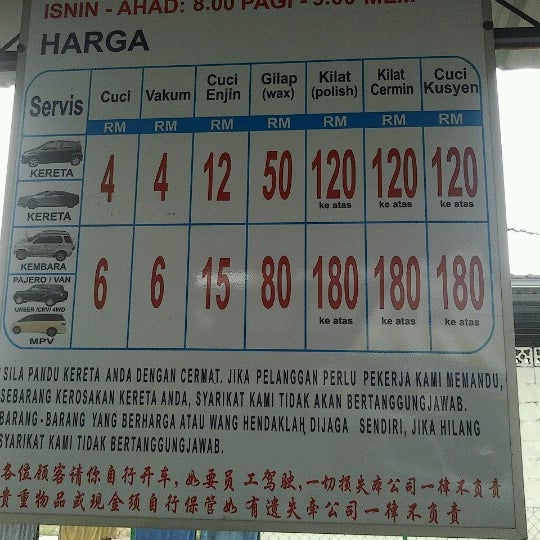 ISNIN - AHAD: 8.00 PAGI -
HARGA
Servis Cuci Vakum Cuci Enjin Gilap (wax) Kilat (polish) Kilat Cermin Cuci Kusyen
RM RM RM RM RM RM RM
KERETA
4 4 12 50 120 120 120
ke atas ke atas ke atas
KERETA
KEMBARA
PAJERO / VAN
6 6 15 80 180 180 180
UNSER /CRV/ 4WD
ke atas ke atas ke atas
MPV
SILA PANDU KERETA ANDA DENGAN CERMAT. JIKA PELANGGAN PERLU PEKERJA KAMI MEMANDU,
SEBARANG KEROSAKAN KERETA ANDA, SYARIKAT KAMI TIDAK AKAN BERTANGGUNGJAWAB.
BARANG-BARANG YANG BERHARGA ATAU WANG HENDAKLAH DIJAGA SENDIRI, JIKA HILANG
SYARIKAT KAMI TIDAK BERTANGGUNGJAWAB.
各位顾客请你自行开车，如要员工驾驶，一切损失本公司一律不负责
贵重物品或现金须自行保管如有遗失本公司一律不负责